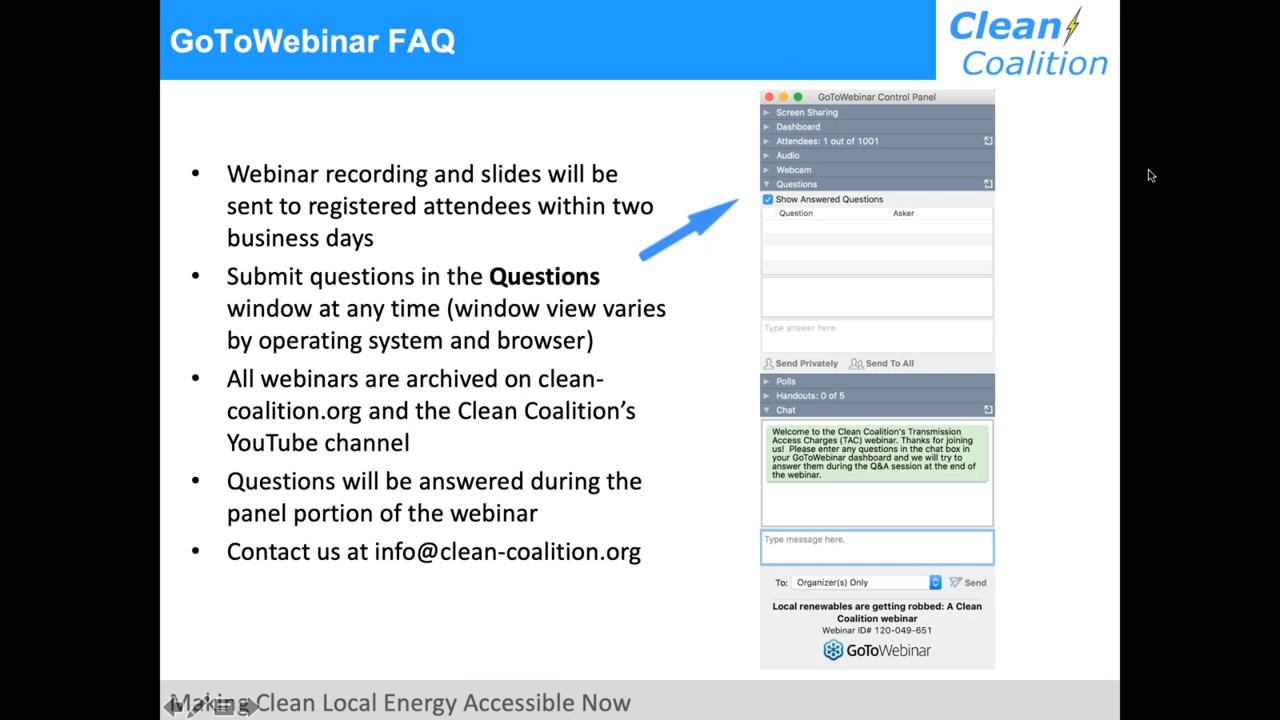 GoToWebinar FAQ
Clean
Coalition
• Webinar recording and slides will be
sent to registered attendees within two
business days
• Submit questions in the Questions
window at any time (window view varies
by operating system and browser)
• All webinars are archived on clean-
coalition.org and the Clean Coalition's
YouTube channel
• Questions will be answered during the
panel portion of the webinar
• Contact us at info@clean-coalition.org
GoToWebinar Control Panel
Screen Sharing
Dashboard
Attendees: 1 out of 1001
Audio
Webcam
Questions
Show Answered Questions
Question Asker
Type answer here
Send Privately Send To All
Polls
Handouts: 0 of 5
Chat
Welcome to the Clean Coalition's Transmission
Access Charges (TAC) webinar. Thanks for joining
us! Please enter any questions in the chat box in
your GoToWebinar dashboard and we will try to
answer them during the Q&A session at the end of
the webinar.
Type message here.
To: Organizer(s) Only Send
Local renewables are getting robbed: A Clean
Coalition webinar
Webinar ID# 120-049-651
GoToWebinar
Making Clean Local Energy Accessible Now